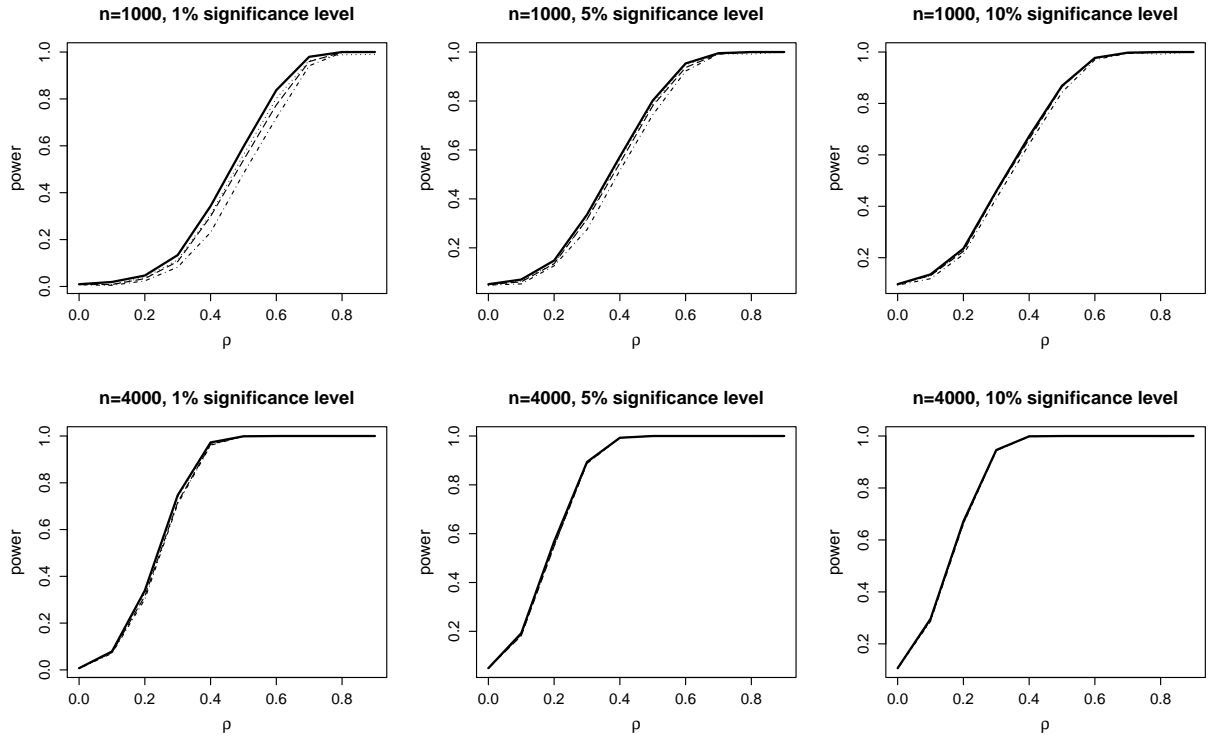 n=1000, 1% significance level
power
0.0 0.2 0.4 0.6 0.8 1.0
0.0 0.2 0.4 0.6 0.8
ρ
n=1000, 5% significance level
power
0.2 0.4 0.6 0.8 1.0
0.0 0.2 0.4 0.6 0.8
ρ
n=1000, 10% significance level
power
0.2 0.4 0.6 0.8 1.0
0.0 0.2 0.4 0.6 0.8
ρ
n=4000, 1% significance level
power
0.0 0.2 0.4 0.6 0.8 1.0
0.0 0.2 0.4 0.6 0.8
ρ
n=4000, 5% significance level
power
0.2 0.4 0.6 0.8 1.0
0.0 0.2 0.4 0.6 0.8
ρ
n=4000, 10% significance level
power
0.2 0.4 0.6 0.8 1.0
0.0 0.2 0.4 0.6 0.8
ρ